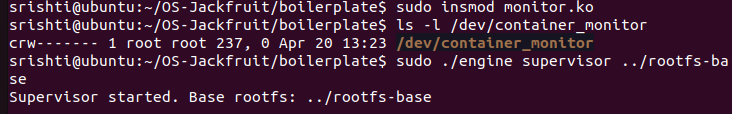 srishti@ubuntu:~/OS-Jackfruit/boilerplate$ sudo insmod monitor.ko
srishti@ubuntu:~/OS-Jackfruit/boilerplate$ ls -l /dev/container_monitor
crw------- 1 root root 237, 0 Apr 20 13:23 /dev/container_monitor
srishti@ubuntu:~/OS-Jackfruit/boilerplate$ sudo ./engine supervisor ../rootfs-ba
se
Supervisor started. Base rootfs: ../rootfs-base